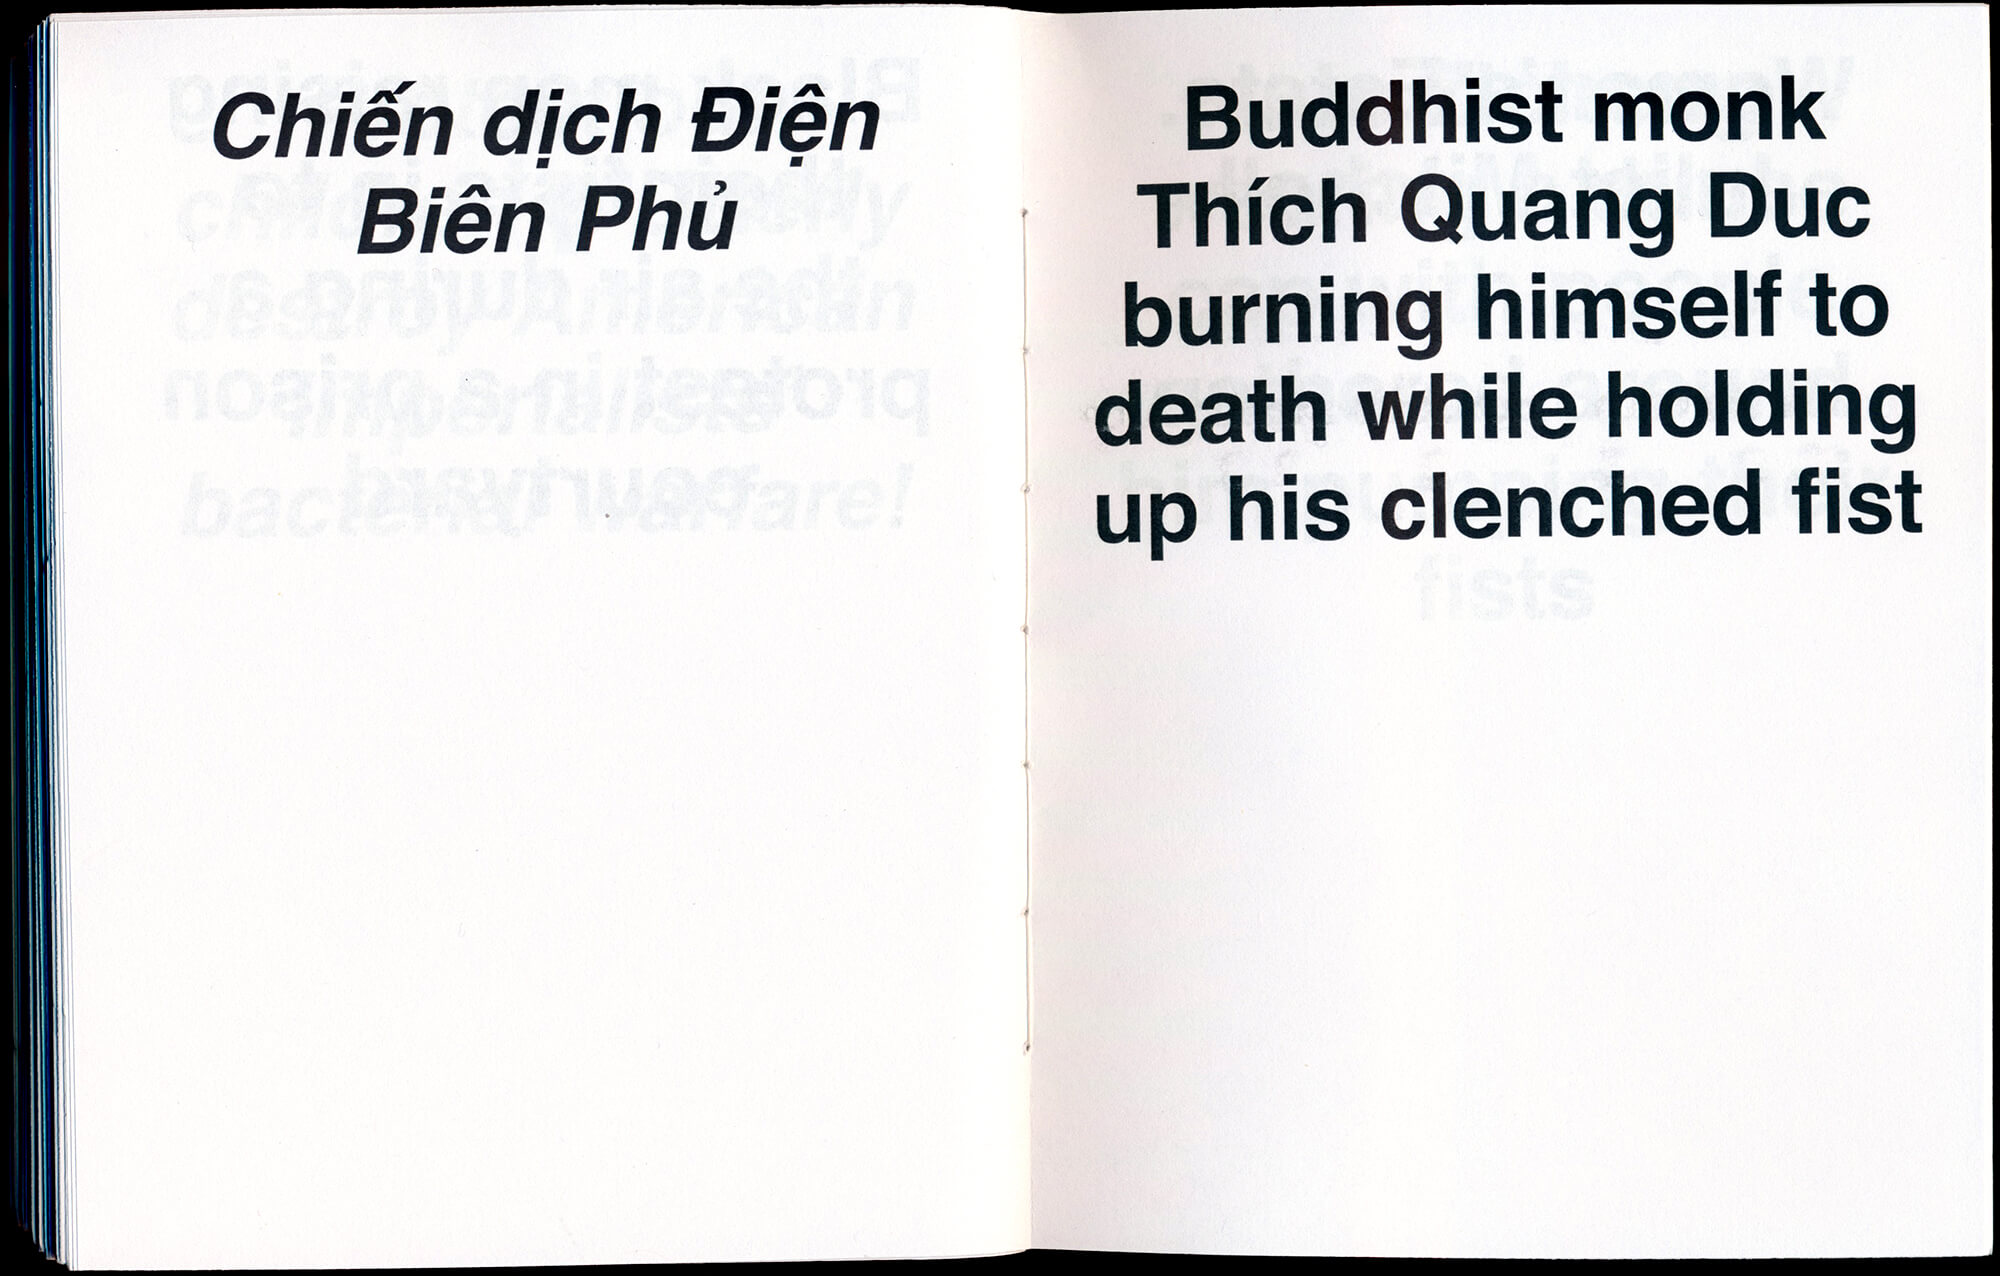 Chiến dịch Điện
Biên Phủ
Buddhist monk
Thích Quang Duc
burning himself to
death while holding
up his clenched fist
fists